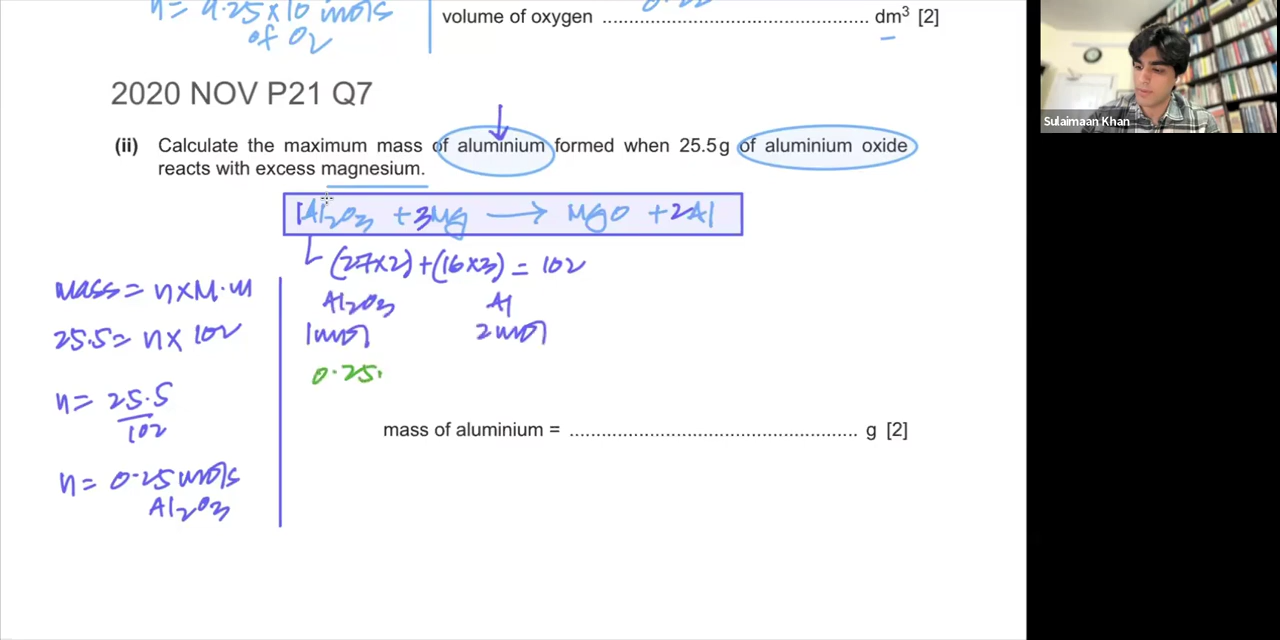 n = 9.25 × 10 mols
of O₂
volume of oxygen .................................................. dm³ [2]
2020 NOV P21 Q7
(ii) Calculate the maximum mass of aluminium formed when 25.5 g of aluminium oxide
reacts with excess magnesium.
1Al₂O₃ + 3Mg → MgO + 2Al
(27×2) + (16×3) = 102
Al₂O₃ Al
1mol 2mol
0.25
mass = n × M.M
25.5 = n × 102
n = 25.5
102
n = 0.25 mols
Al₂O₃
mass of aluminium = ...................................................... g [2]
Sulaimaan Khan